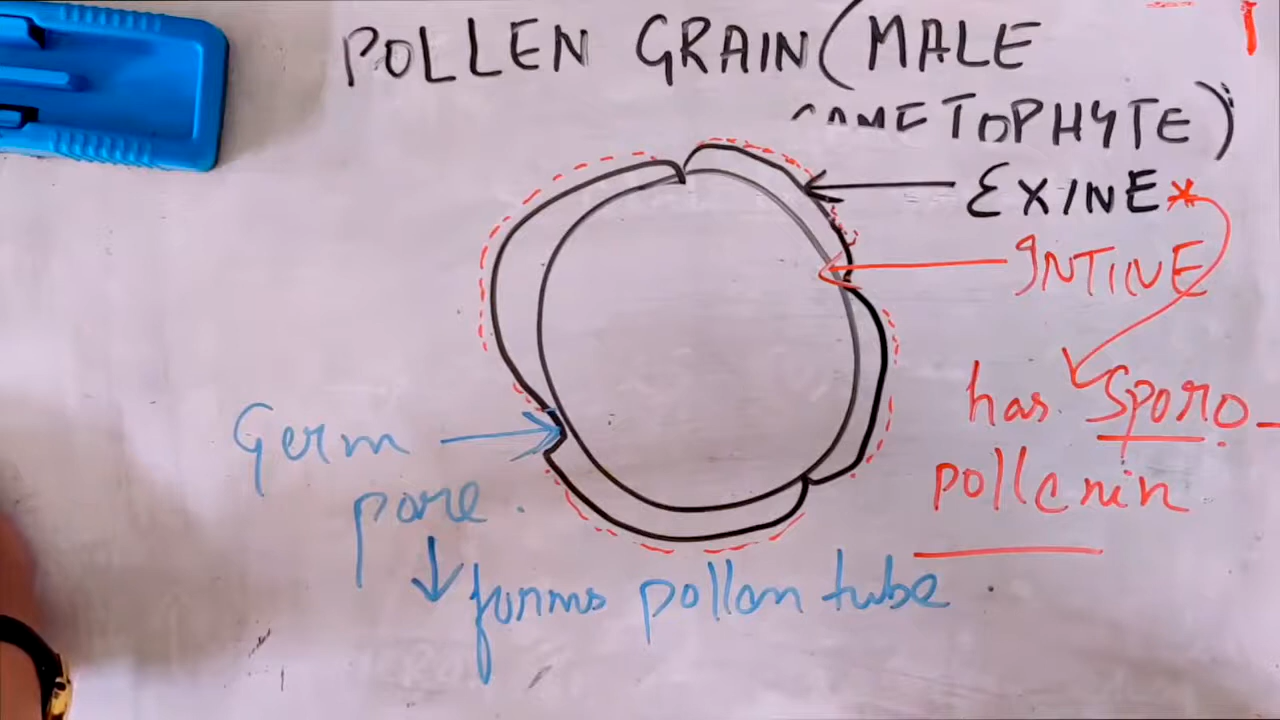 POLLEN GRAIN (MALE
GAMETOPHYTE)
EXINE*
INTINE
has Sporo-
pollenin
Germ
pore.
forms pollen tube